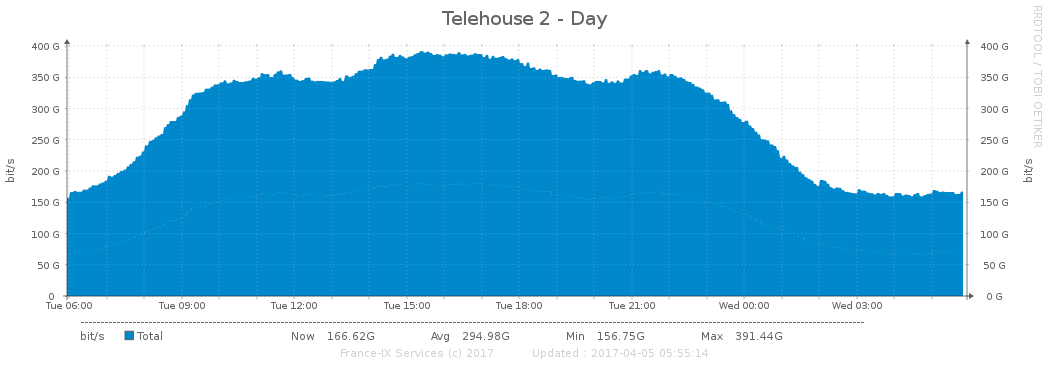 Telehouse 2 - Day
RRDTOOL / TOBI OETIKER
bit/s
400 G 400 G
350 G 350 G
300 G 300 G
250 G 250 G
200 G 200 G
150 G 150 G
100 G 100 G
50 G 50 G
0 0 G
bit/s
Tue 06:00 Tue 09:00 Tue 12:00 Tue 15:00 Tue 18:00 Tue 21:00 Wed 00:00 Wed 03:00
bit/s Total Now 166.62G Avg 294.98G Min 156.75G Max 391.44G
France-IX Services (c) 2017 Updated : 2017-04-05 05:55:14